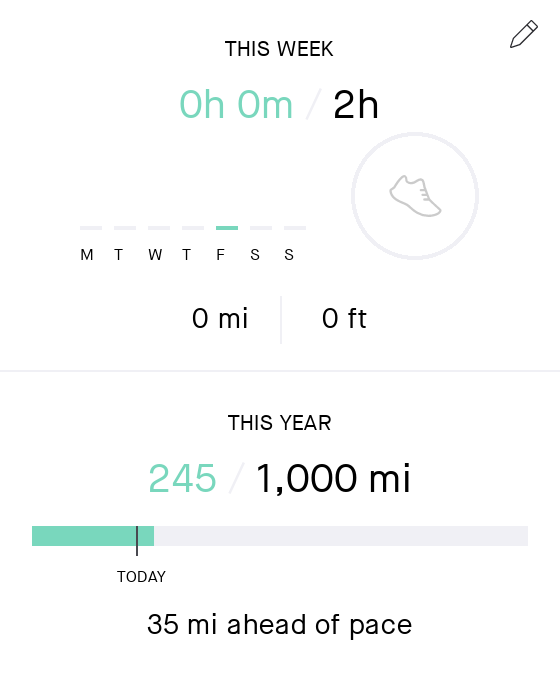 THIS WEEK
0h 0m / 2h
M T W T F S S
0 mi 0 ft
THIS YEAR
245 / 1,000 mi
TODAY
35 mi ahead of pace